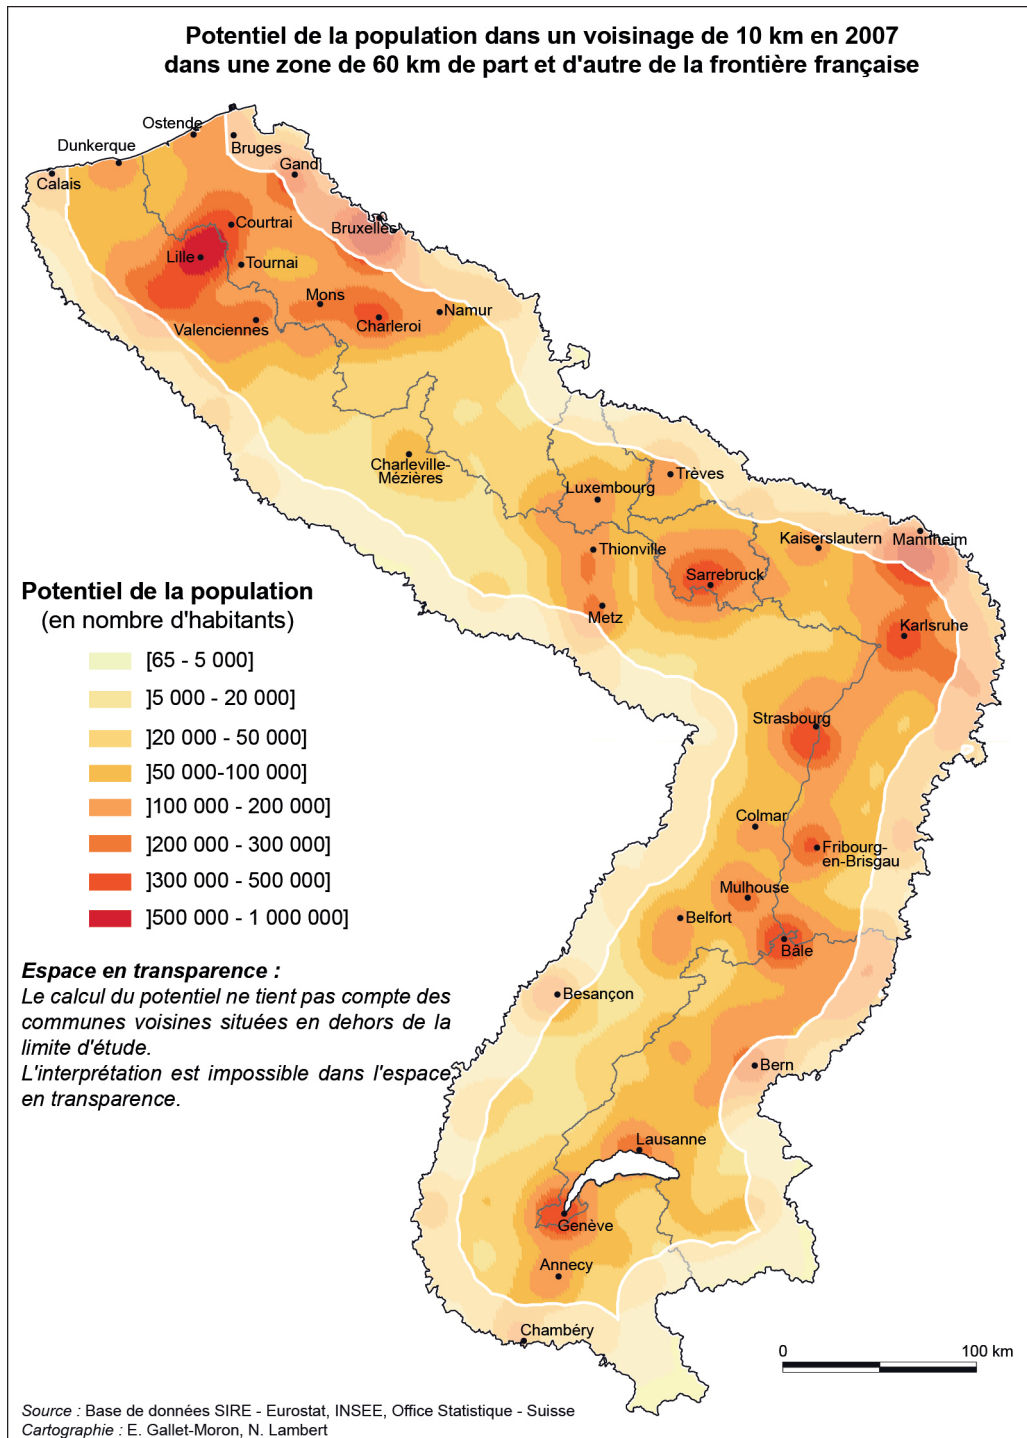 Potentiel de la population dans un voisinage de 10 km en 2007
dans une zone de 60 km de part et d'autre de la frontière française
Ostende
Bruges
Dunkerque
Gand
Calais
Courtrai
Bruxelles
Lille
Tournai
Mons
Namur
Valenciennes
Charleroi
Charleville-
Mézières
Trèves
Luxembourg
Kaiserslautern
Mannheim
Thionville
Sarrebruck
Metz
Karlsruhe
Strasbourg
Colmar
Fribourg-
en-Brisgau
Mulhouse
Belfort
Bâle
Besançon
Bern
Lausanne
Genève
Annecy
Chambéry
Potentiel de la population
(en nombre d'habitants)
]65 - 5 000]
]5 000 - 20 000]
]20 000 - 50 000]
]50 000-100 000]
]100 000 - 200 000]
]200 000 - 300 000]
]300 000 - 500 000]
]500 000 - 1 000 000]
Espace en transparence :
Le calcul du potentiel ne tient pas compte des
communes voisines situées en dehors de la
limite d'étude.
L'interprétation est impossible dans l'espace
en transparence.
0 100 km
Source : Base de données SIRE - Eurostat, INSEE, Office Statistique - Suisse
Cartographie : E. Gallet-Moron, N. Lambert